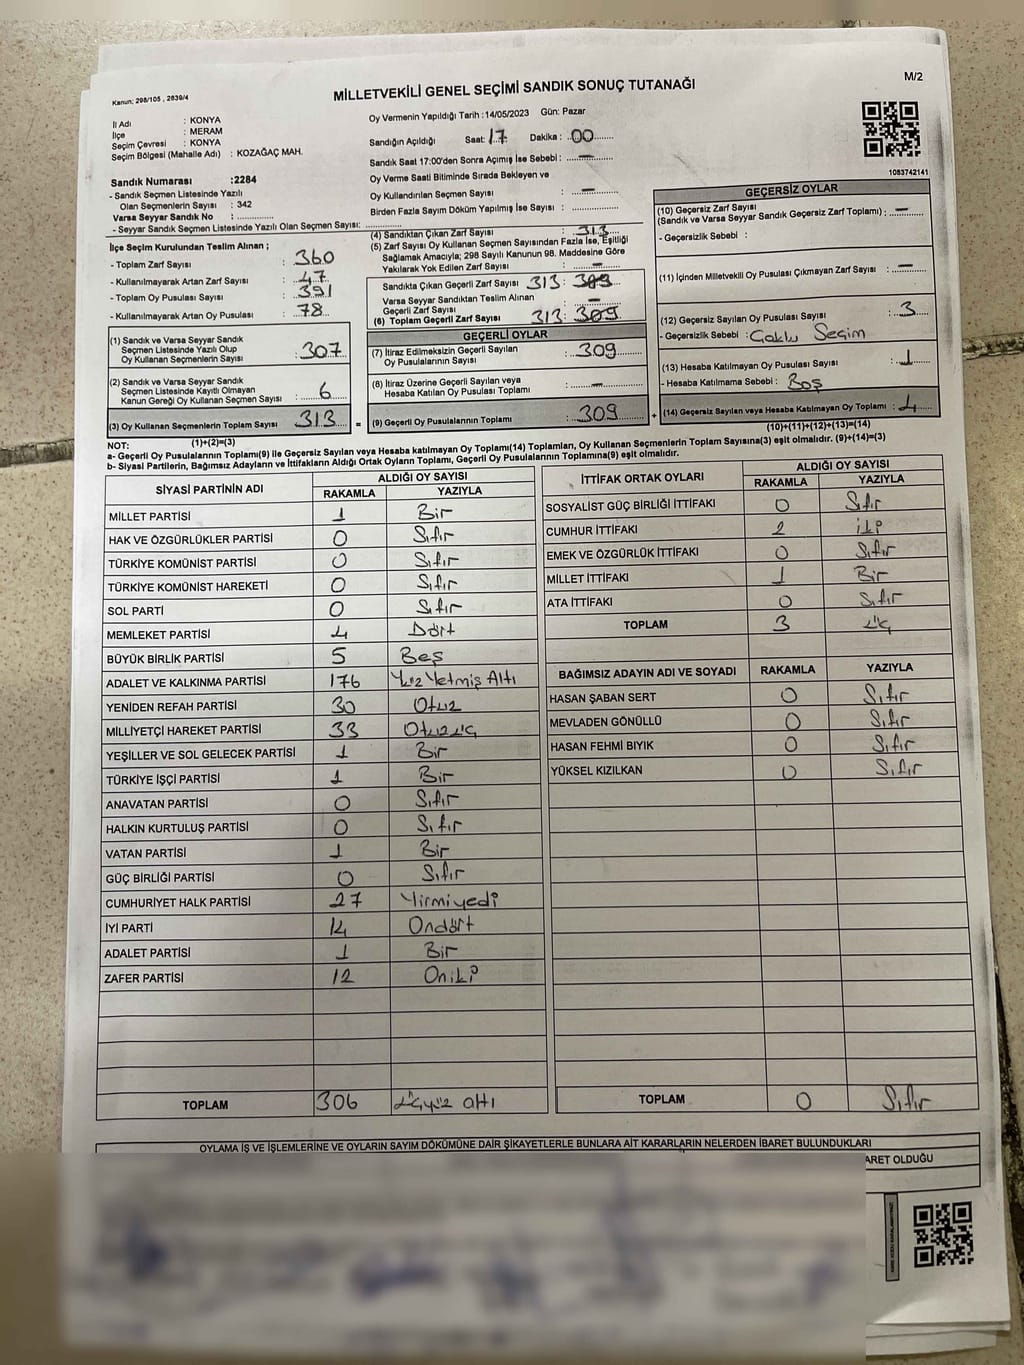 Kanun: 298/105 , 2839/4
MİLLETVEKİLİ GENEL SEÇİMİ SANDIK SONUÇ TUTANAĞI
M/2
İl Adı : KONYA
İlçe : MERAM
Seçim Çevresi : KONYA
Seçim Bölgesi (Mahalle Adı) : KOZAĞAÇ MAH.
Sandık Numarası :2284
- Sandık Seçmen Listesinde Yazılı
Olan Seçmenlerin Sayısı : 342
Varsa Seyyar Sandık No : ..............
- Seyyar Sandık Seçmen Listesinde Yazılı Olan Seçmen Sayısı: ..............
Oy Vermenin Yapıldığı Tarih :14/05/2023 Gün: Pazar
Sandığın Açıldığı Saat: 17 Dakika : 00
Sandık Saat 17:00'den Sonra Açımış İse Sebebi : —
Oy Verme Saati Bitiminde Sırada Bekleyen ve
Oy Kullandırılan Seçmen Sayısı : —
Birden Fazla Sayım Döküm Yapılmış İse Sayısı : ..............
1083742141
İlçe Seçim Kurulundan Teslim Alınan ;
- Toplam Zarf Sayısı : 360
- Kullanılmayarak Artan Zarf Sayısı : 47
- Toplam Oy Pusulası Sayısı : 391
- Kullanılmayarak Artan Oy Pusulası : 78
(1) Sandık ve Varsa Seyyar Sandık
Seçmen Listesinde Yazılı Olup
Oy Kullanan Seçmenlerin Sayısı : 307
(2) Sandık ve Varsa Seyyar Sandık
Seçmen Listesinde Kayıtlı Olmayan
Kanun Gereği Oy Kullanan Seçmen Sayısı : 6
(3) Oy Kullanan Seçmenlerin Toplam Sayısı : 313
(4) Sandıktan Çıkan Zarf Sayısı : 313
(5) Zarf Sayısı Oy Kullanan Seçmen Sayısından Fazla İse, Eşitliği
Sağlamak Amacıyla; 298 Sayılı Kanunun 98. Maddesine Göre
Yakılarak Yok Edilen Zarf Sayısı : —
Sandıkta Çıkan Geçerli Zarf Sayısı 313 : 309
Varsa Seyyar Sandıktan Teslim Alınan
Geçerli Zarf Sayısı : —
(6) Toplam Geçerli Zarf Sayısı 313 : 309
GEÇERLİ OYLAR
(7) İtiraz Edilmeksizin Geçerli Sayılan
Oy Pusulalarının Sayısı : 309
(8) İtiraz Üzerine Geçerli Sayılan veya
Hesaba Katılan Oy Pusulası Toplamı : —
= (9) Geçerli Oy Pusulalarının Toplamı : 309 +
GEÇERSİZ OYLAR
(10) Geçersiz Zarf Sayısı
(Sandık ve Varsa Seyyar Sandık Geçersiz Zarf Toplamı) : —
- Geçersizlik Sebebi :
(11) İçinden Milletvekili Oy Pusulası Çıkmayan Zarf Sayısı : —
(12) Geçersiz Oy Pusulası Sayısı : 3
- Geçersizlik Sebebi : Çoklu Seçim
(13) Hesaba Katılmayan Oy Pusulası Sayısı : 1
- Hesaba Katılmama Sebebi : Boş
(14) Geçersiz Sayılan veya Hesaba Katılmayan Oy Toplamı : 4
NOT: (1)+(2)=(3)
(10)+(11)+(12)+(13)=(14)
a- Geçerli Oy Pusulalarının Toplamı(9) ile Geçersiz Sayılan veya Hesaba katılmayan Oy Toplamı(14) Toplamları, Oy Kullanan Seçmenlerin Toplam Sayısına(3) eşit olmalıdır. (9)+(14)=(3)
b- Siyasi Partilerin, Bağımsız Adayların ve İttifakların Aldığı Ortak Oyların Toplamı, Geçerli Oy Pusulalarının Toplamına(9) eşit olmalıdır.
SİYASİ PARTİNİN ADI ALDIĞI OY SAYISI
RAKAMLA YAZIYLA
MİLLET PARTİSİ 1 Bir
HAK VE ÖZGÜRLÜKLER PARTİSİ 0 Sıfır
TÜRKİYE KOMÜNİST PARTİSİ 0 Sıfır
TÜRKİYE KOMÜNİST HAREKETİ 0 Sıfır
SOL PARTİ 0 Sıfır
MEMLEKET PARTİSİ 4 Dört
BÜYÜK BİRLİK PARTİSİ 5 Beş
ADALET VE KALKINMA PARTİSİ 176 Yüz Yetmiş Altı
YENİDEN REFAH PARTİSİ 30 Otuz
MİLLİYETÇİ HAREKET PARTİSİ 33 Otuzüç
YEŞİLLER VE SOL GELECEK PARTİSİ 1 Bir
TÜRKİYE İŞÇİ PARTİSİ 1 Bir
ANAVATAN PARTİSİ 0 Sıfır
HALKIN KURTULUŞ PARTİSİ 0 Sıfır
VATAN PARTİSİ 1 Bir
GÜÇ BİRLİĞİ PARTİSİ 0 Sıfır
CUMHURİYET HALK PARTİSİ 27 Yirmiyedi
İYİ PARTİ 14 Ondört
ADALET PARTİSİ 1 Bir
ZAFER PARTİSİ 12 Oniki
TOPLAM 306 Üçyüz altı
İTTİFAK ORTAK OYLARI ALDIĞI OY SAYISI
RAKAMLA YAZIYLA
SOSYALİST GÜÇ BİRLİĞİ İTTİFAKI 0 Sıfır
CUMHUR İTTİFAKI 2 iki
EMEK VE ÖZGÜRLÜK İTTİFAKI 0 Sıfır
MİLLET İTTİFAKI 1 Bir
ATA İTTİFAKI 0 Sıfır
TOPLAM 3 Üç
BAĞIMSIZ ADAYIN ADI VE SOYADI RAKAMLA YAZIYLA
HASAN ŞABAN SERT 0 Sıfır
MEVLADEN GÖNÜLLÜ 0 Sıfır
HASAN FEHMİ BIYIK 0 Sıfır
YÜKSEL KIZILKAN 0 Sıfır
TOPLAM 0 Sıfır
OYLAMA İŞ VE İŞLEMLERİNE VE OYLARIN SAYIM DÖKÜMÜNE DAİR ŞİKAYETLERLE BUNLARA AİT KARARLARIN NELERDEN İBARET BULUNDUKLARI
ARET OLDUĞU